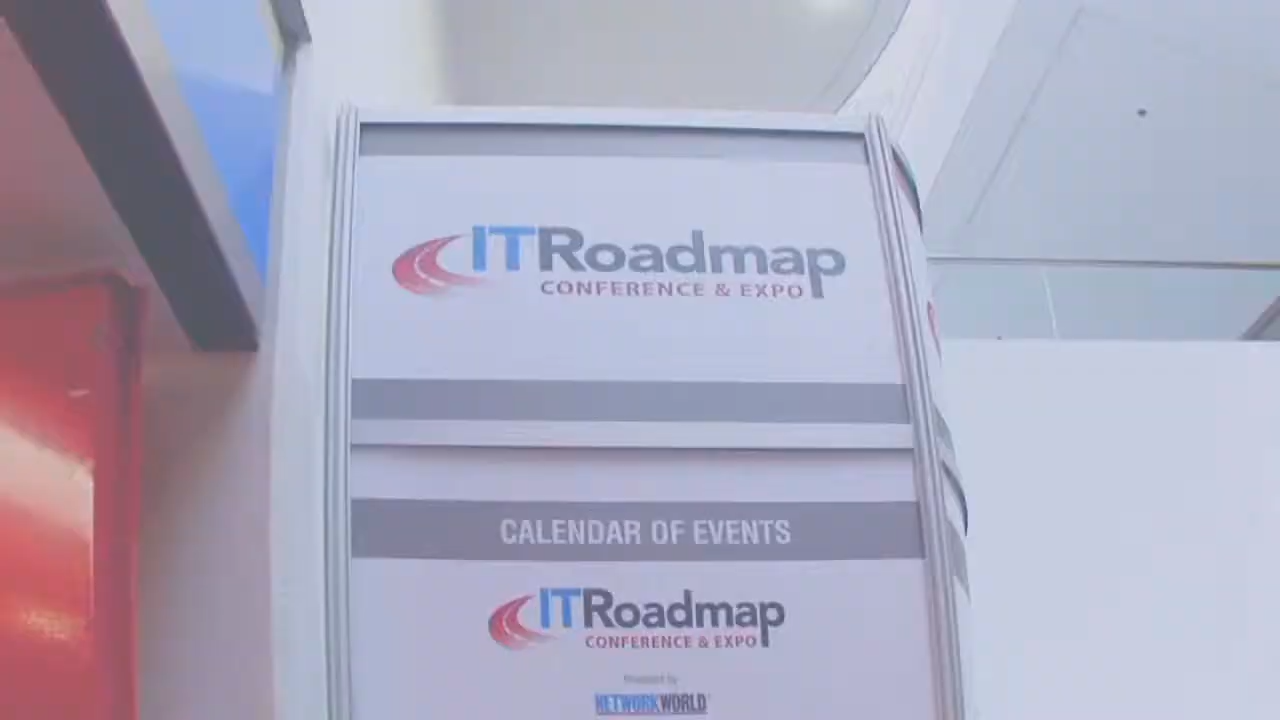 ITRoadmap
CONFERENCE & EXPO
CALENDAR OF EVENTS
ITRoadmap
CONFERENCE & EXPO
NETWORKWORLD